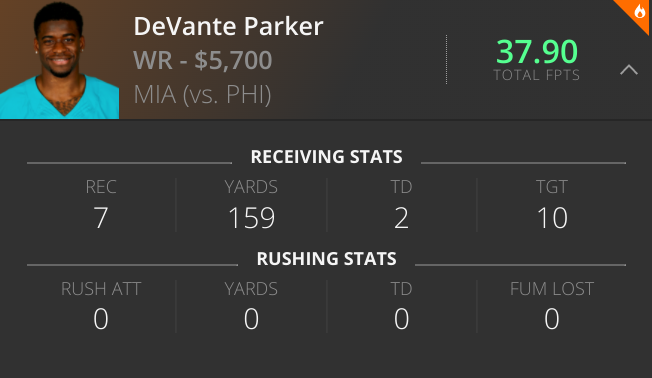 DeVante Parker
WR - $5,700
MIA (vs. PHI)
37.90
TOTAL FPTS
RECEIVING STATS
REC YARDS TD TGT
7 159 2 10
RUSHING STATS
RUSH ATT YARDS TD FUM LOST
0 0 0 0